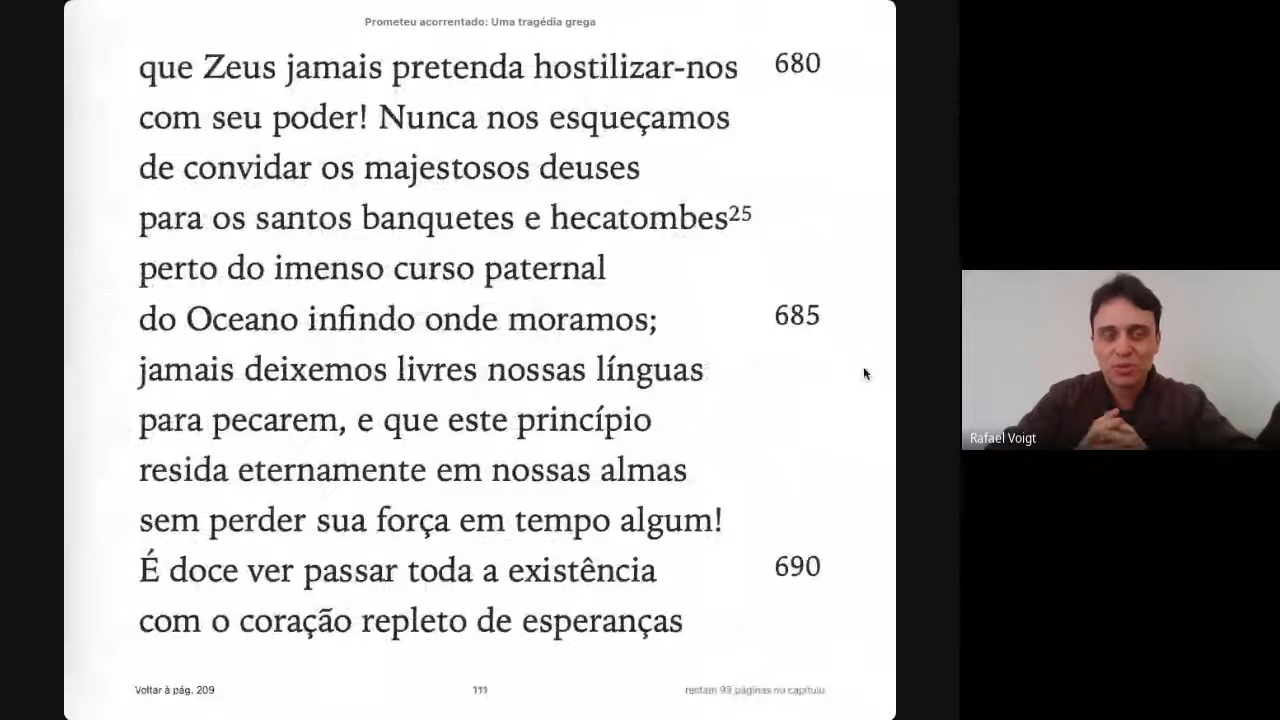 Prometeu acorrentado: Uma tragédia grega
que Zeus jamais pretenda hostilizar-nos 680
com seu poder! Nunca nos esqueçamos
de convidar os majestosos deuses
para os santos banquetes e hecatombes²⁵
perto do imenso curso paternal
do Oceano infindo onde moramos; 685
jamais deixemos livres nossas línguas
para pecarem, e que este princípio
resida eternamente em nossas almas
sem perder sua força em tempo algum!
É doce ver passar toda a existência 690
com o coração repleto de esperanças
Voltar à pág. 209 111 restam 98 páginas no capítulo
Rafael Voigt